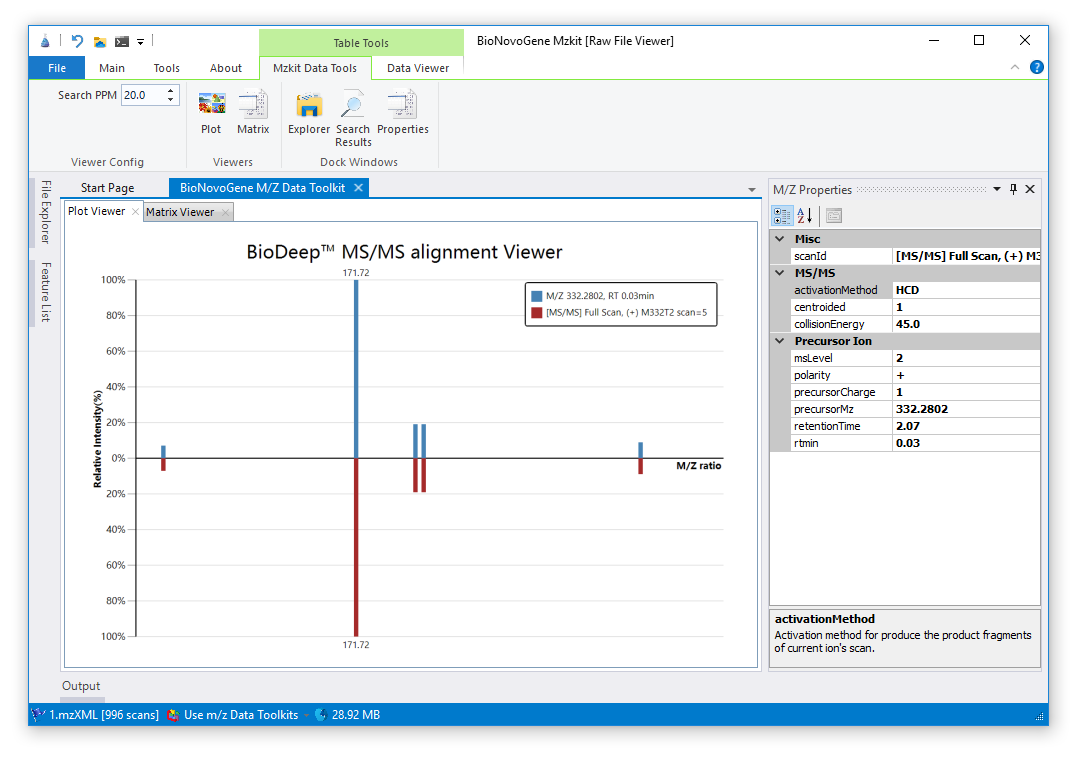 Table Tools
BioNovoGene Mzkit [Raw File Viewer]
File Main Tools About Mzkit Data Tools Data Viewer
Search PPM 20.0
Plot Matrix Explorer Search Results Properties
Viewer Config Viewers Dock Windows
File Explorer
Feature List
Start Page BioNovoGene M/Z Data Toolkit
Plot Viewer Matrix Viewer
BioDeep™ MS/MS alignment Viewer
171.72
M/Z 332.2802, RT 0.03min
[MS/MS] Full Scan, (+) M332T2 scan=5
100%
80%
60%
40%
20%
0%
20%
40%
60%
80%
100%
Relative Intensity(%)
M/Z ratio
171.72
M/Z Properties
Misc
scanId [MS/MS] Full Scan, (+) M3
MS/MS
activationMethod HCD
centroided 1
collisionEnergy 45.0
Precursor Ion
msLevel 2
polarity +
precursorCharge 1
precursorMz 332.2802
retentionTime 2.07
rtmin 0.03
activationMethod
Activation method for produce the product fragments
of current ion's scan.
Output
1.mzXML [996 scans] Use m/z Data Toolkits 28.92 MB